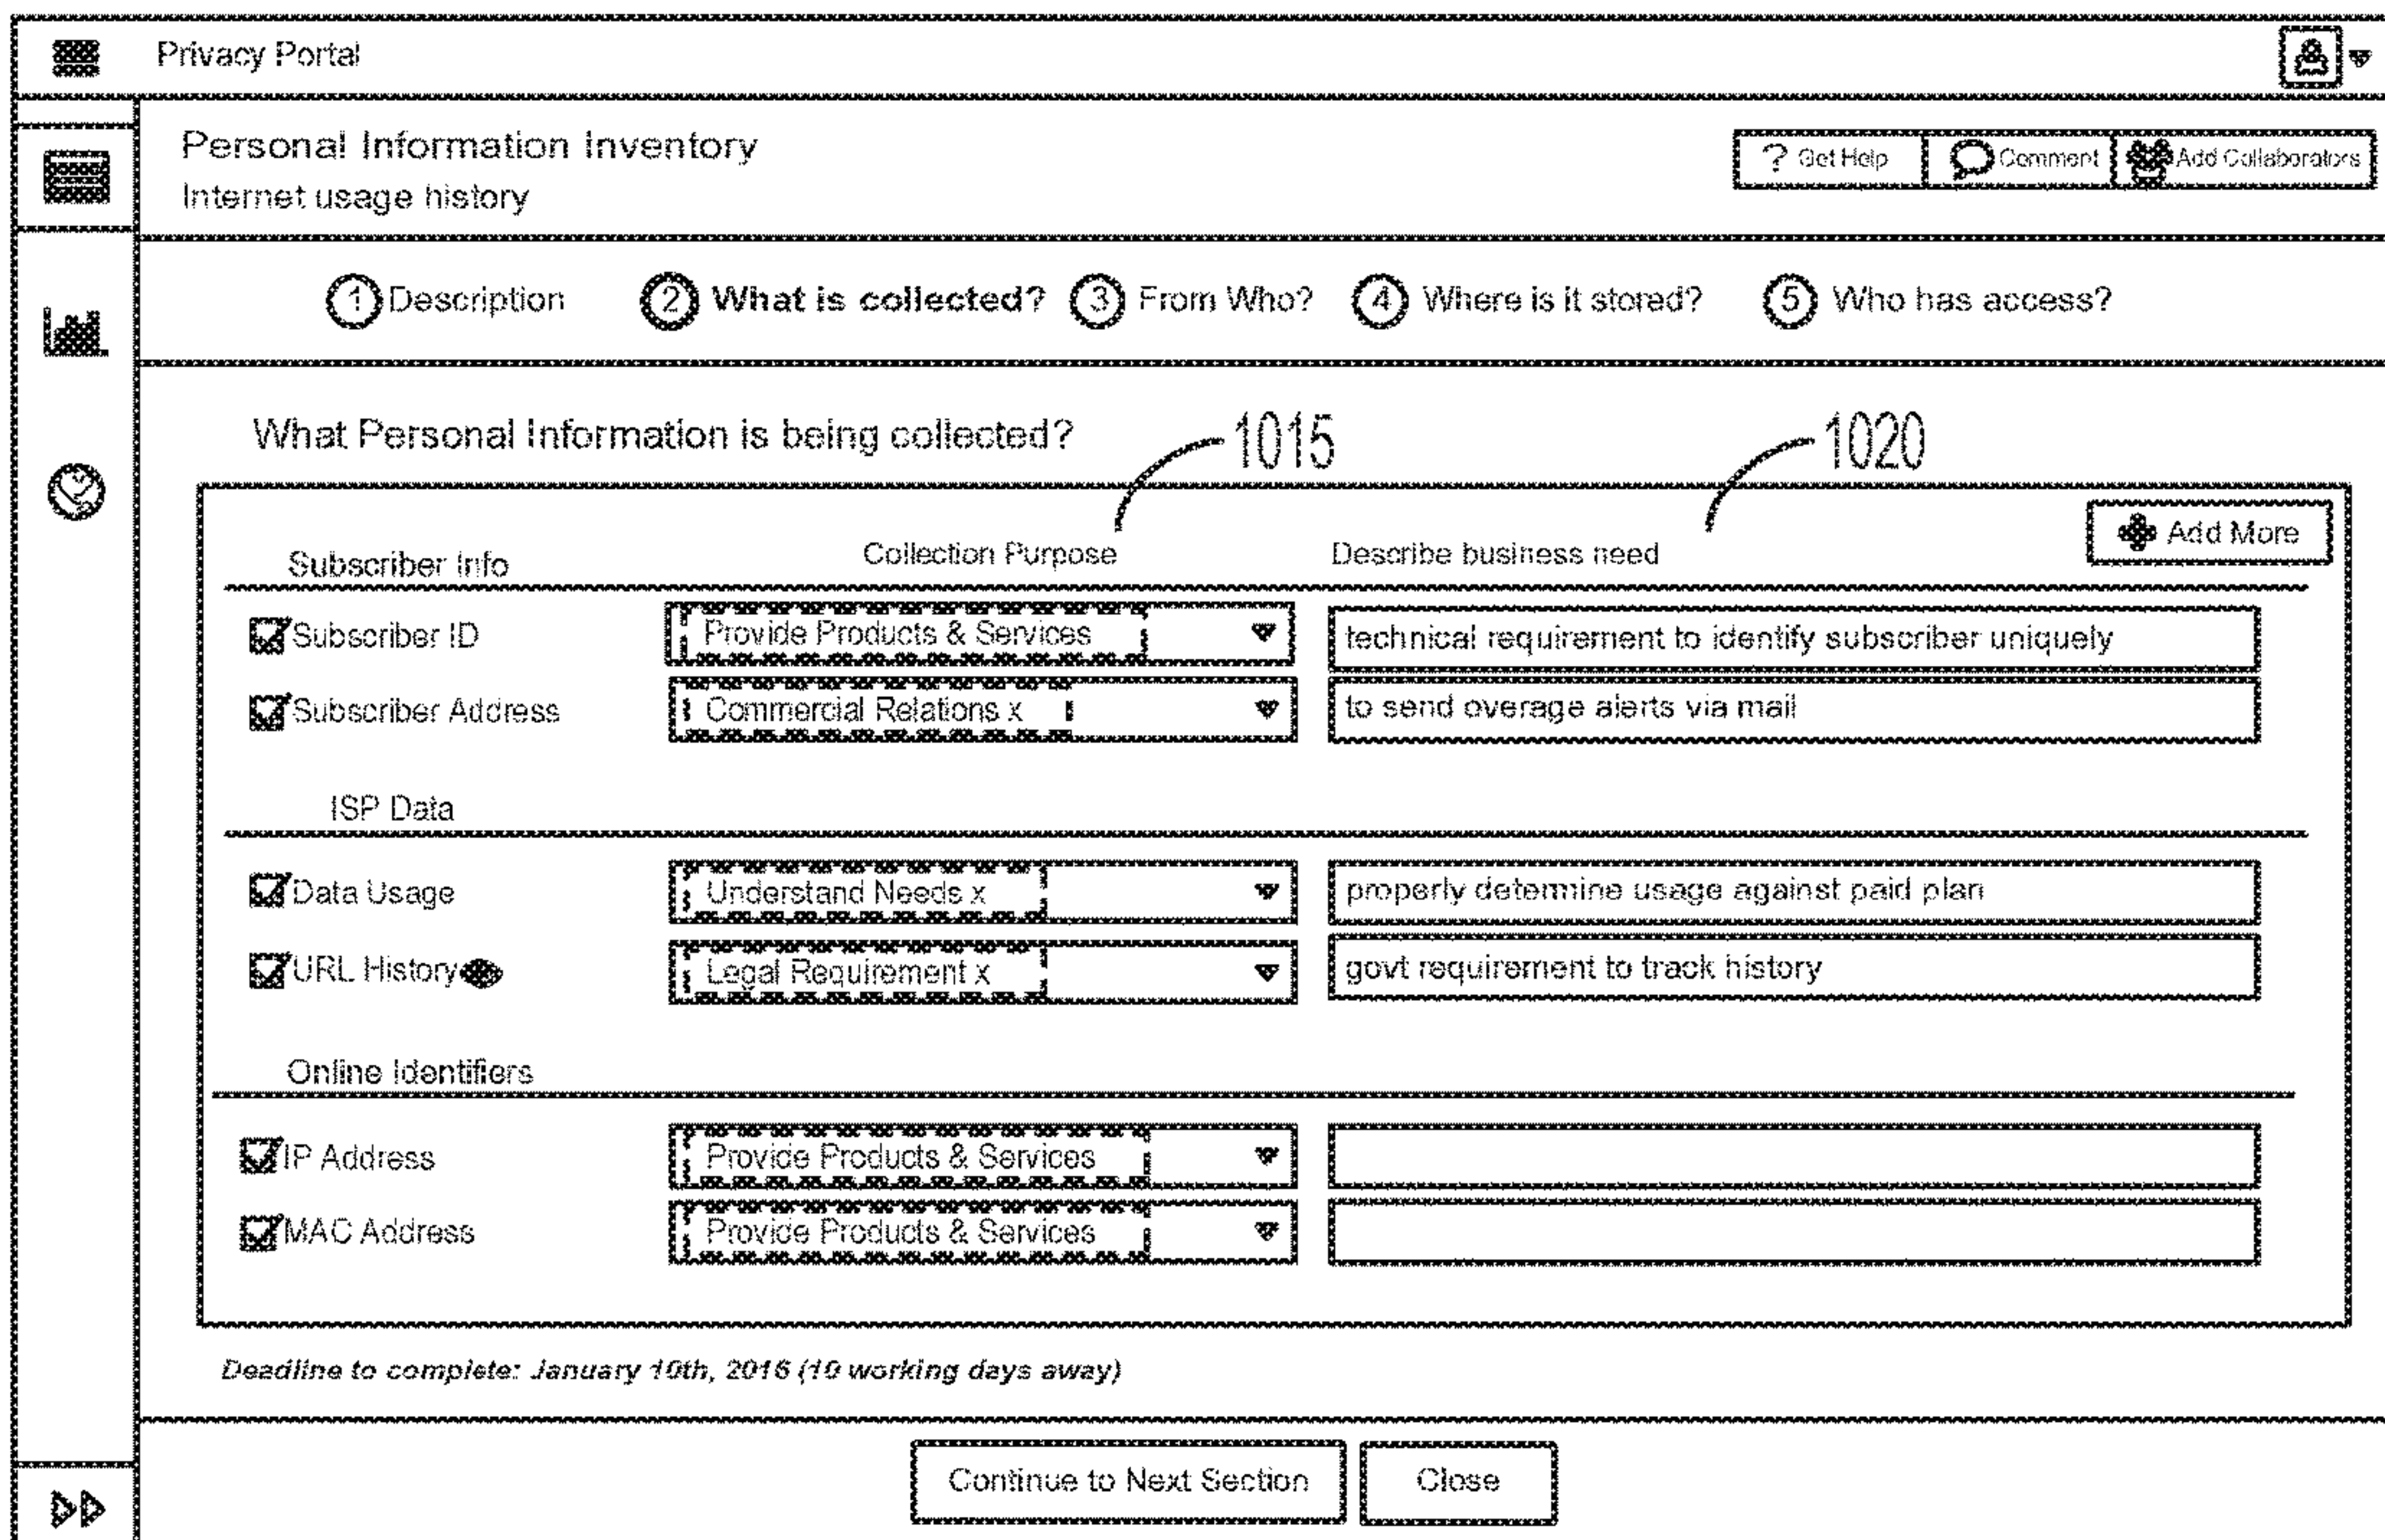 Privacy Portal
Personal Information Inventory
? Get Help Comment Add Collaborators
Internet usage history
1 Description 2 What is collected? 3 From Who? 4 Where is it stored? 5 Who has access?
What Personal Information is being collected? 1015 1020
Add More
Subscriber Info Collection Purpose Describe business need
Subscriber ID Provide Products & Services technical requirement to identify subscriber uniquely
Subscriber Address Commercial Relations x to send overage alerts via mail
ISP Data
Data Usage Understand Needs x properly determine usage against paid plan
URL History Legal Requirement x govt requirement to track history
Online Identifiers
IP Address Provide Products & Services
MAC Address Provide Products & Services
Deadline to complete: January 10th, 2016 (10 working days away)
Continue to Next Section Close